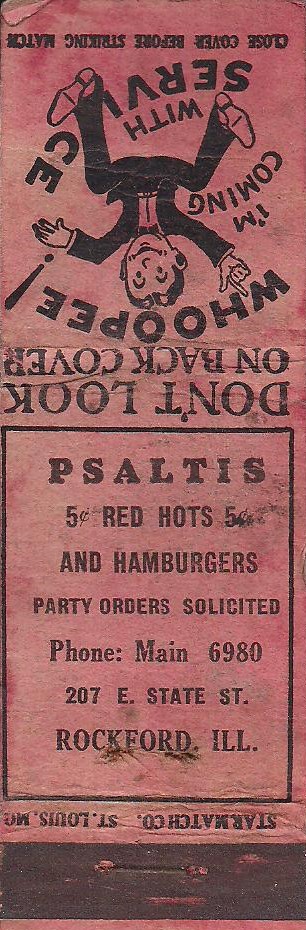 CLOSE COVER BEFORE STRIKING MATCH
WHOOPEE!
I'M
COMING
WITH
SERVICE
DON'T LOOK
ON BACK COVER
PSALTIS
5¢ RED HOTS 5¢
AND HAMBURGERS
PARTY ORDERS SOLICITED
Phone: Main 6980
207 E. STATE ST.
ROCKFORD, ILL.
STAR MATCH CO. ST. LOUIS, MO